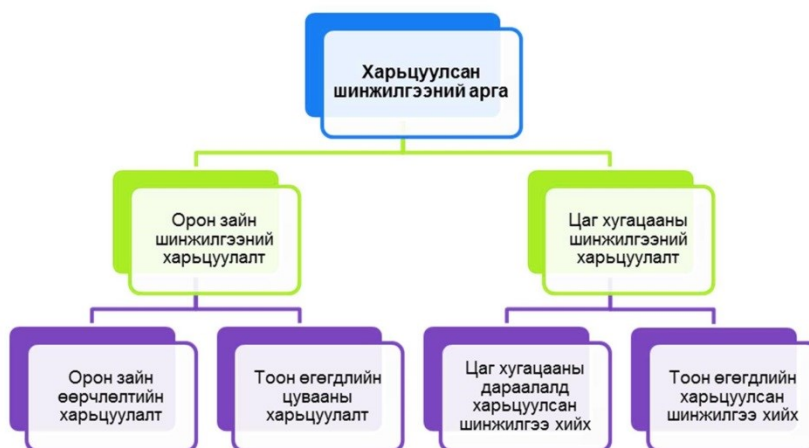 Харьцуулсан
шинжилгээний арга
Орон зайн
шинжилгээний
харьцуулалт
Цаг хугацааны
шинжилгээний
харьцуулалт
Орон зайн
өөрчлөлтийн
харьцуулалт
Тоон өгөгдлийн
цувааны
харьцуулалт
Цаг хугацааны
дараалалд
харьцуулсан
шинжилгээ хийх
Тоон өгөгдлийн
харьцуулсан
шинжилгээ хийх